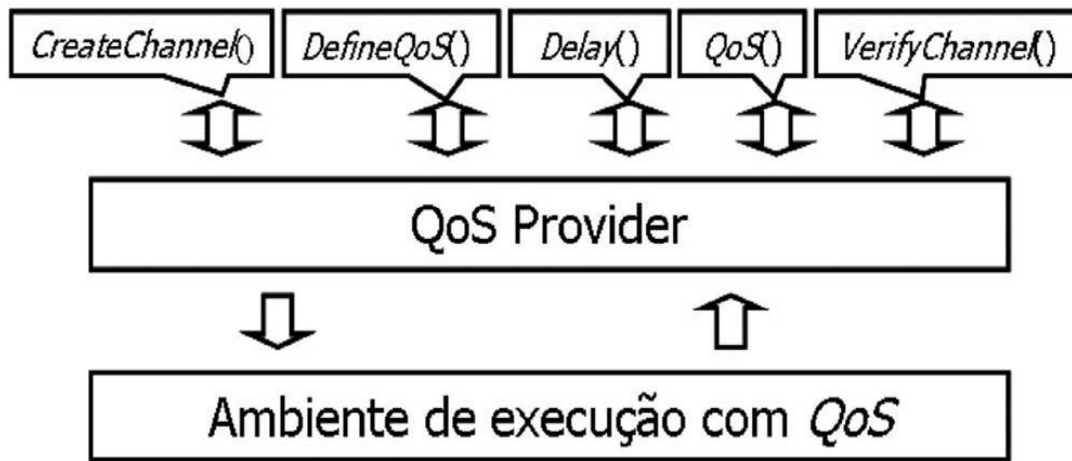 CreateChannel() DefineQoS() Delay() QoS() VerifyChannel()
QoS Provider
Ambiente de execução com QoS